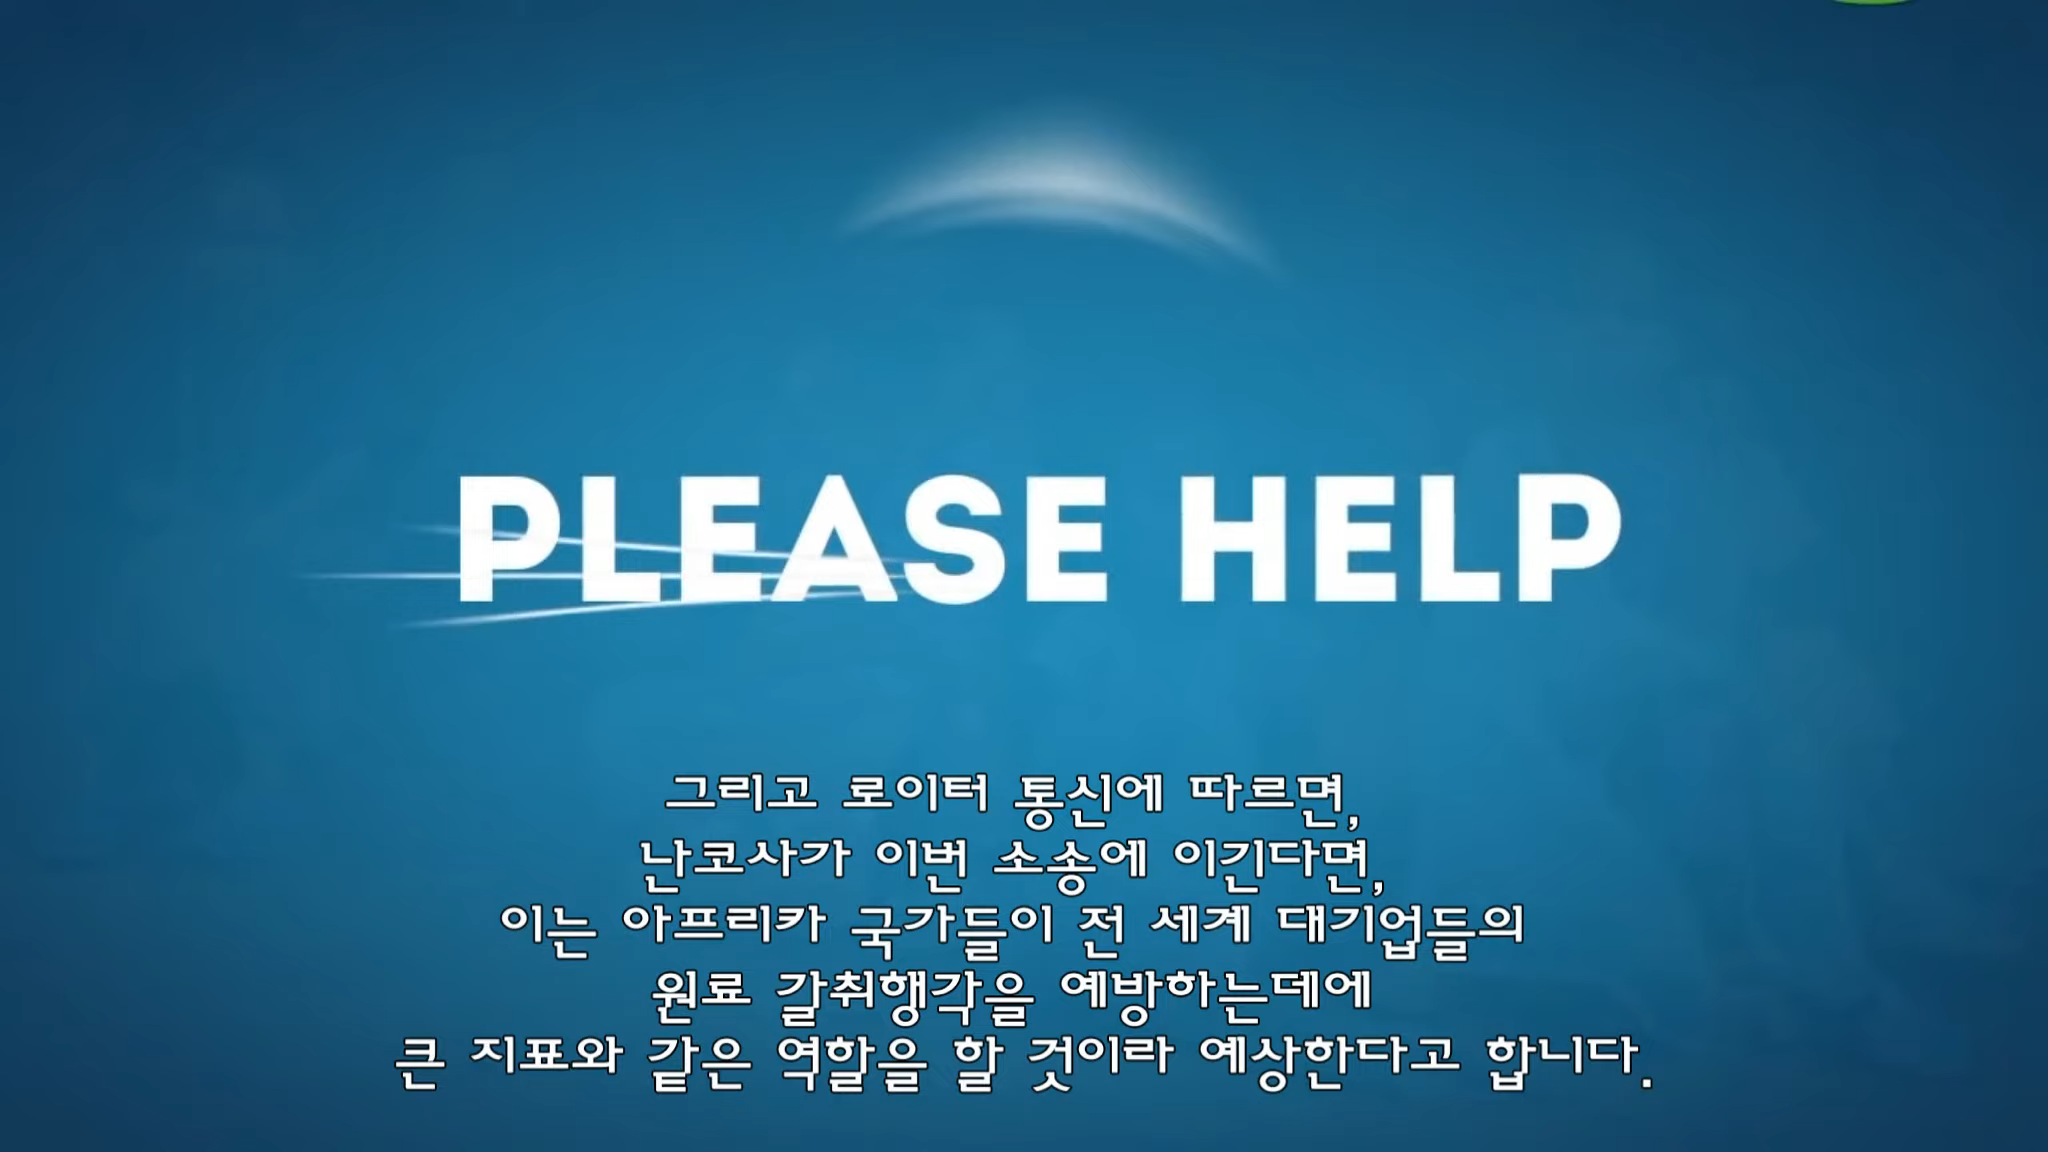 PLEASE HELP
그리고 로이터 통신에 따르면,
난코사가 이번 소송에 이긴다면,
이는 아프리카 국가들이 전 세계 대기업들의
원료 갈취행각을 예방하는데에
큰 지표와 같은 역할을 할 것이라 예상한다고 합니다.